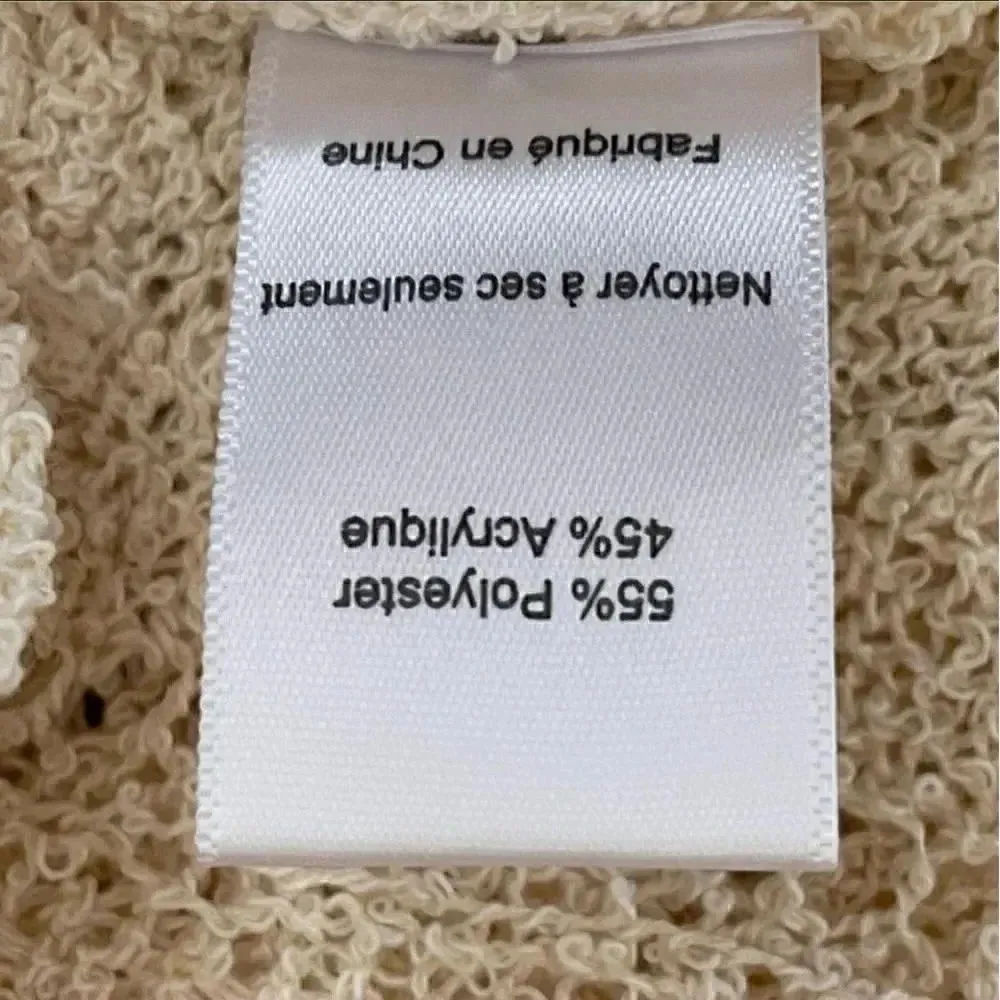 55% Polyester
45% Acrylique
Nettoyer à sec seulement
Fabriqué en Chine